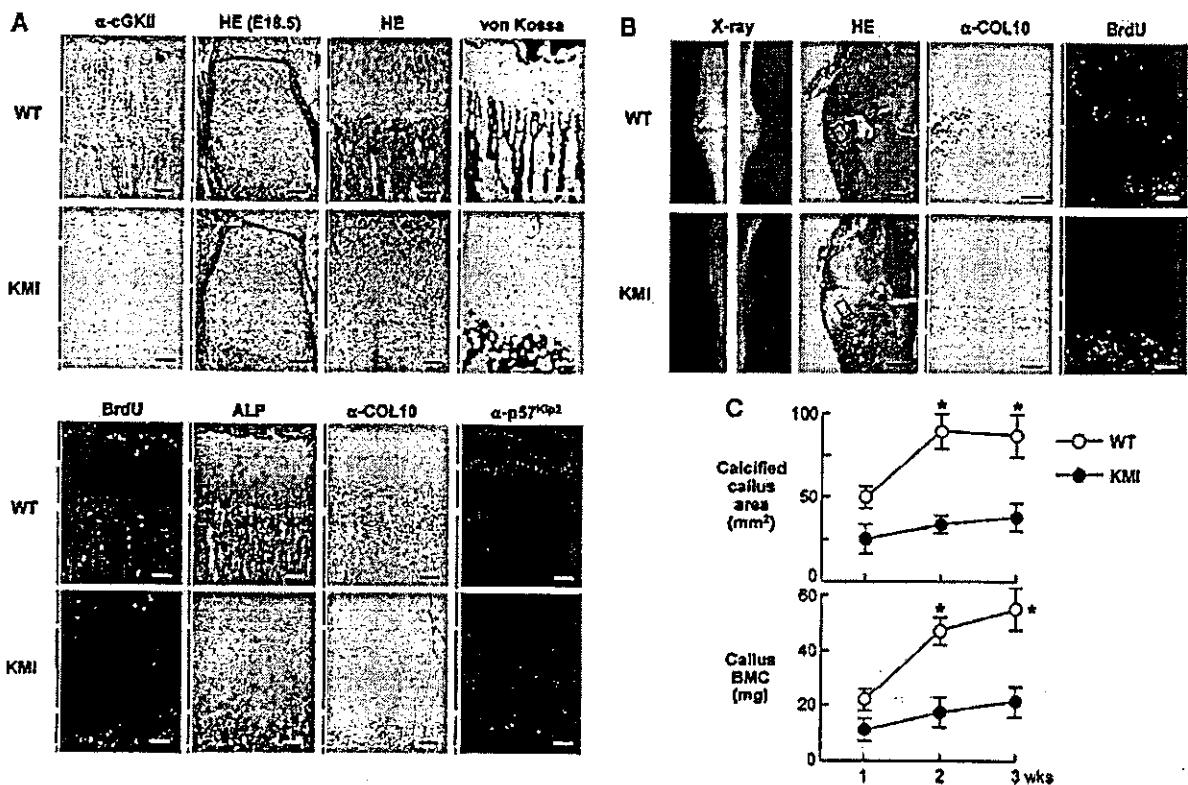 A
α-cGKII HE (E18.5) HE von Kossa
WT
KMI
BrdU ALP α-COL10 α-p57Kip2
WT
KMI
B
X-ray HE α-COL10 BrdU
WT
KMI
C
100
50
0
Calcified
callus
area
(mm²)
* *
WT
KMI
60
40
20
0
Callus
BMC
(mg)
* *
1 2 3 wks